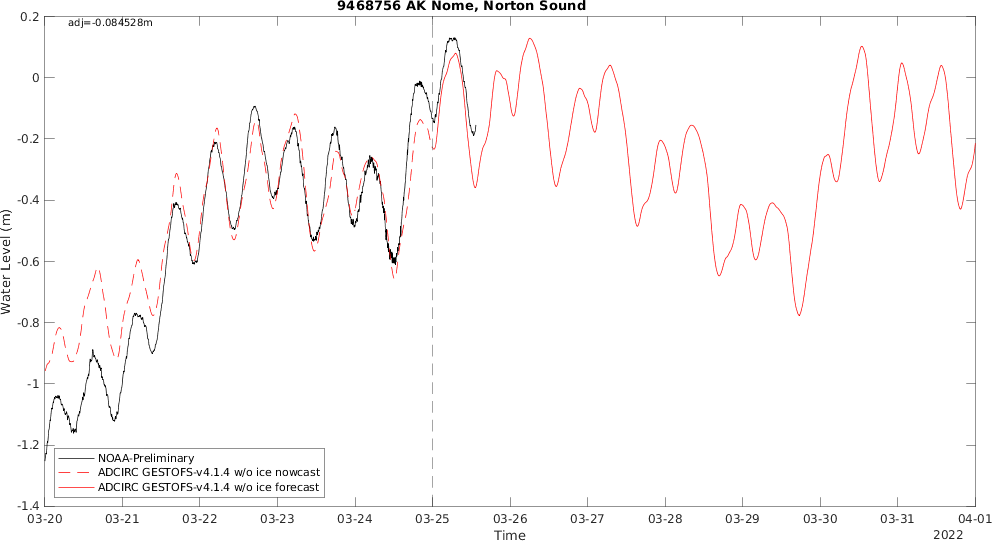 9468756 AK Nome, Norton Sound
adj=-0.084528m
0.2
0
-0.2
-0.4
-0.6
-0.8
-1
-1.2
-1.4
Water Level (m)
NOAA-Preliminary
ADCIRC GESTOFS-v4.1.4 w/o ice nowcast
ADCIRC GESTOFS-v4.1.4 w/o ice forecast
03-20 03-21 03-22 03-23 03-24 03-25 03-26 03-27 03-28 03-29 03-30 03-31 04-01
Time
2022